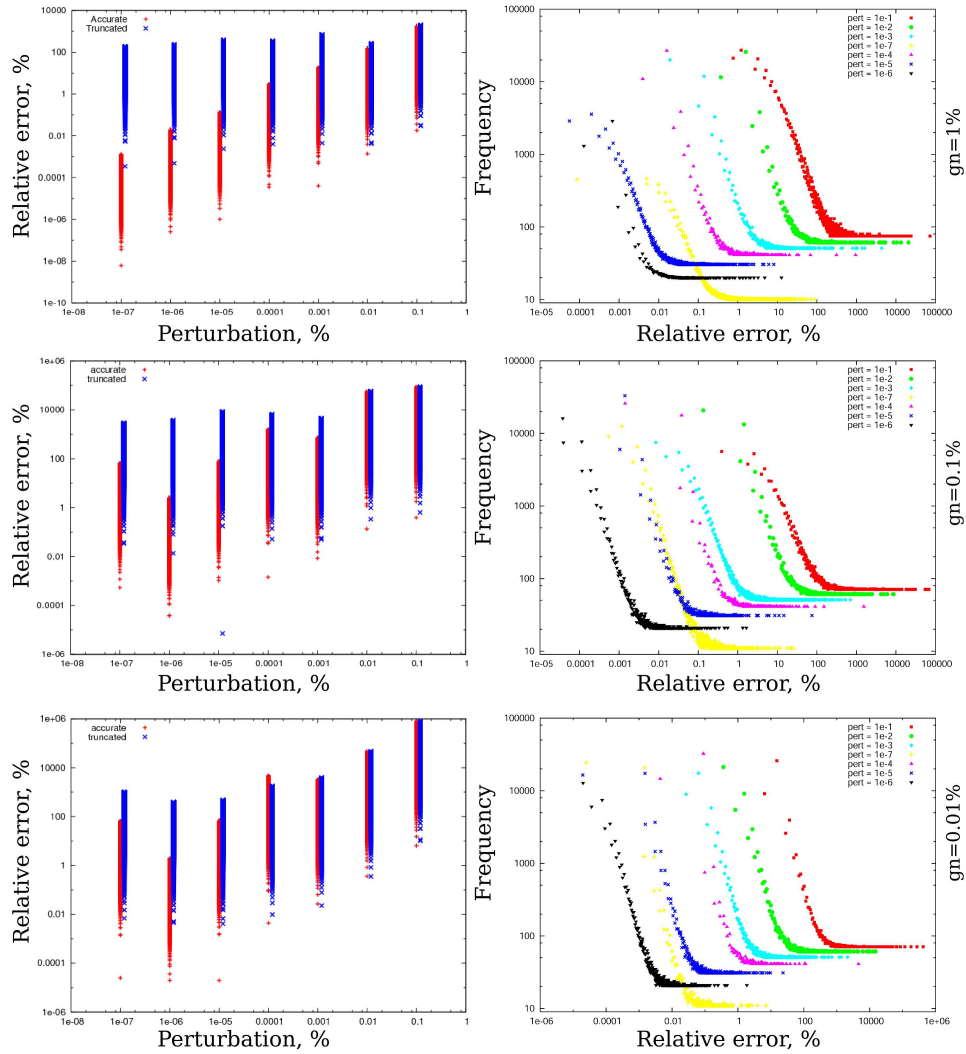 10000
100
1
0.01
0.0001
1e-06
1e-08
1e-10
Relative error, %
Accurate
Truncated
1e-08 1e-07 1e-06 1e-05 0.0001 0.001 0.01 0.1 1
Perturbation, %
100000
10000
1000
100
10
Frequency
pert = 1e-1
pert = 1e-2
pert = 1e-3
pert = 1e-7
pert = 1e-4
pert = 1e-5
pert = 1e-6
1e-05 0.0001 0.001 0.01 0.1 1 10 100 1000 10000 100000
Relative error, %
gn=1%
1e+06
10000
100
1
0.01
0.0001
1e-06
Relative error, %
accurate
truncated
1e-08 1e-07 1e-06 1e-05 0.0001 0.001 0.01 0.1 1
Perturbation, %
100000
10000
1000
100
10
Frequency
pert = 1e-1
pert = 1e-2
pert = 1e-3
pert = 1e-7
pert = 1e-4
pert = 1e-5
pert = 1e-6
1e-05 0.0001 0.001 0.01 0.1 1 10 100 1000 10000 100000
Relative error, %
gn=0.1%
1e+06
10000
100
1
0.01
0.0001
1e-06
Relative error, %
accurate
truncated
1e-08 1e-07 1e-06 1e-05 0.0001 0.001 0.01 0.1 1
Perturbation, %
100000
10000
1000
100
10
Frequency
pert = 1e-1
pert = 1e-2
pert = 1e-3
pert = 1e-7
pert = 1e-4
pert = 1e-5
pert = 1e-6
1e-06 0.0001 0.01 1 100 10000 1e+06
Relative error, %
gn=0.01%